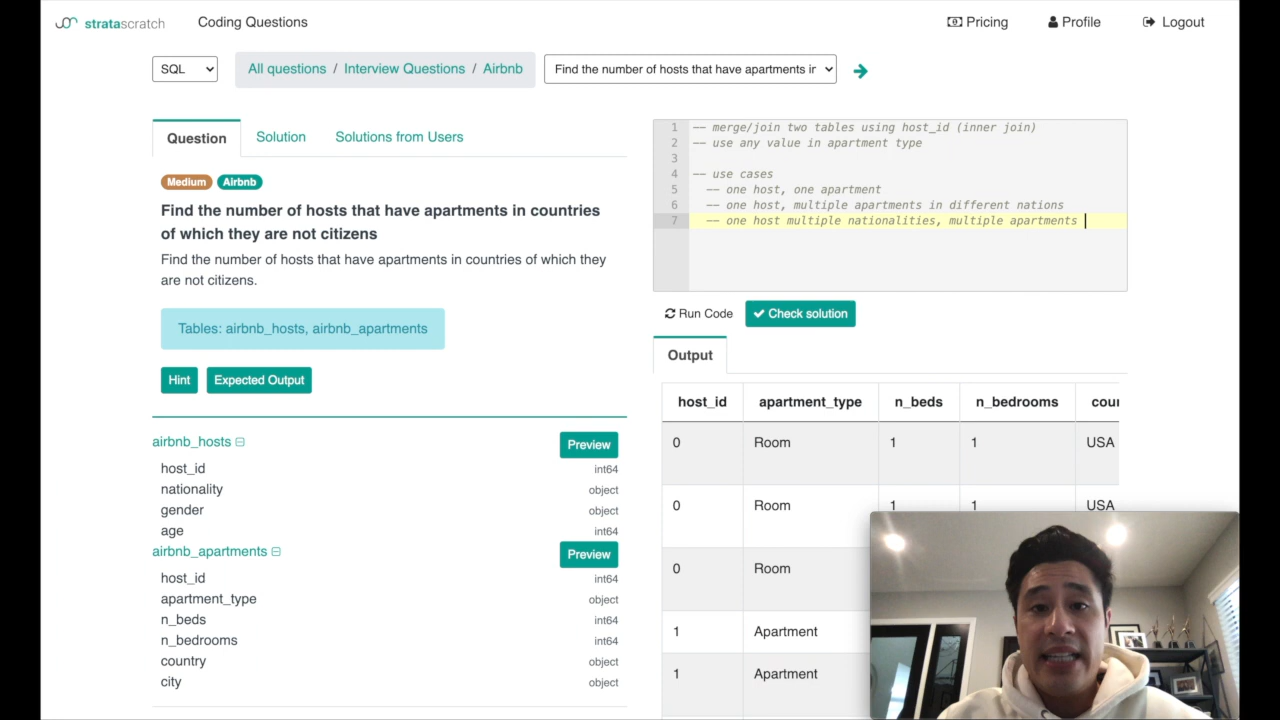 stratascratch
Coding Questions
Pricing
Profile
Logout
SQL
All questions / Interview Questions / Airbnb
Find the number of hosts that have apartments ir
Question
Solution
Solutions from Users
Medium
Airbnb
Find the number of hosts that have apartments in countries
of which they are not citizens
Find the number of hosts that have apartments in countries of which they
are not citizens.
Tables: airbnb_hosts, airbnb_apartments
Hint
Expected Output
airbnb_hosts
Preview
host_id int64
nationality object
gender object
age int64
airbnb_apartments
Preview
host_id int64
apartment_type object
n_beds int64
n_bedrooms int64
country object
city object
1 -- merge/join two tables using host_id (inner join)
2 -- use any value in apartment type
3
4 -- use cases
5 -- one host, one apartment
6 -- one host, multiple apartments in different nations
7 -- one host multiple nationalities, multiple apartments
Run Code
Check solution
Output
host_id apartment_type n_beds n_bedrooms cour
0 Room 1 1 USA
0 Room 1 1 USA
0 Room
1 Apartment
1 Apartment